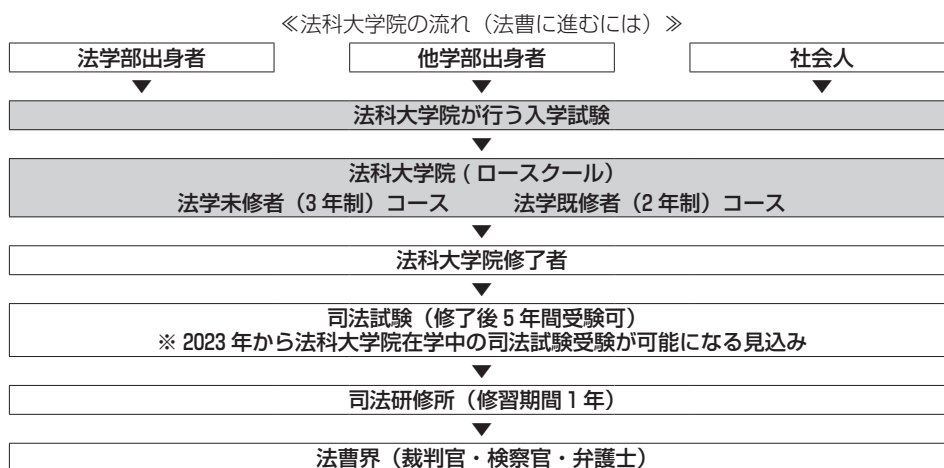 ≪法科大学院の流れ（法曹に進むには）≫
法学部出身者 他学部出身者 社会人
▼ ▼ ▼
法科大学院が行う入学試験
▼
法科大学院(ロースクール）
法学未修者（3年制）コース 法学既修者（2年制）コース
▼
法科大学院修了者
▼
司法試験（修了後5年間受験可）
※2023年から法科大学院在学中の司法試験受験が可能になる見込み
▼
司法研修所（修習期間1年）
▼
法曹界（裁判官・検察官・弁護士）